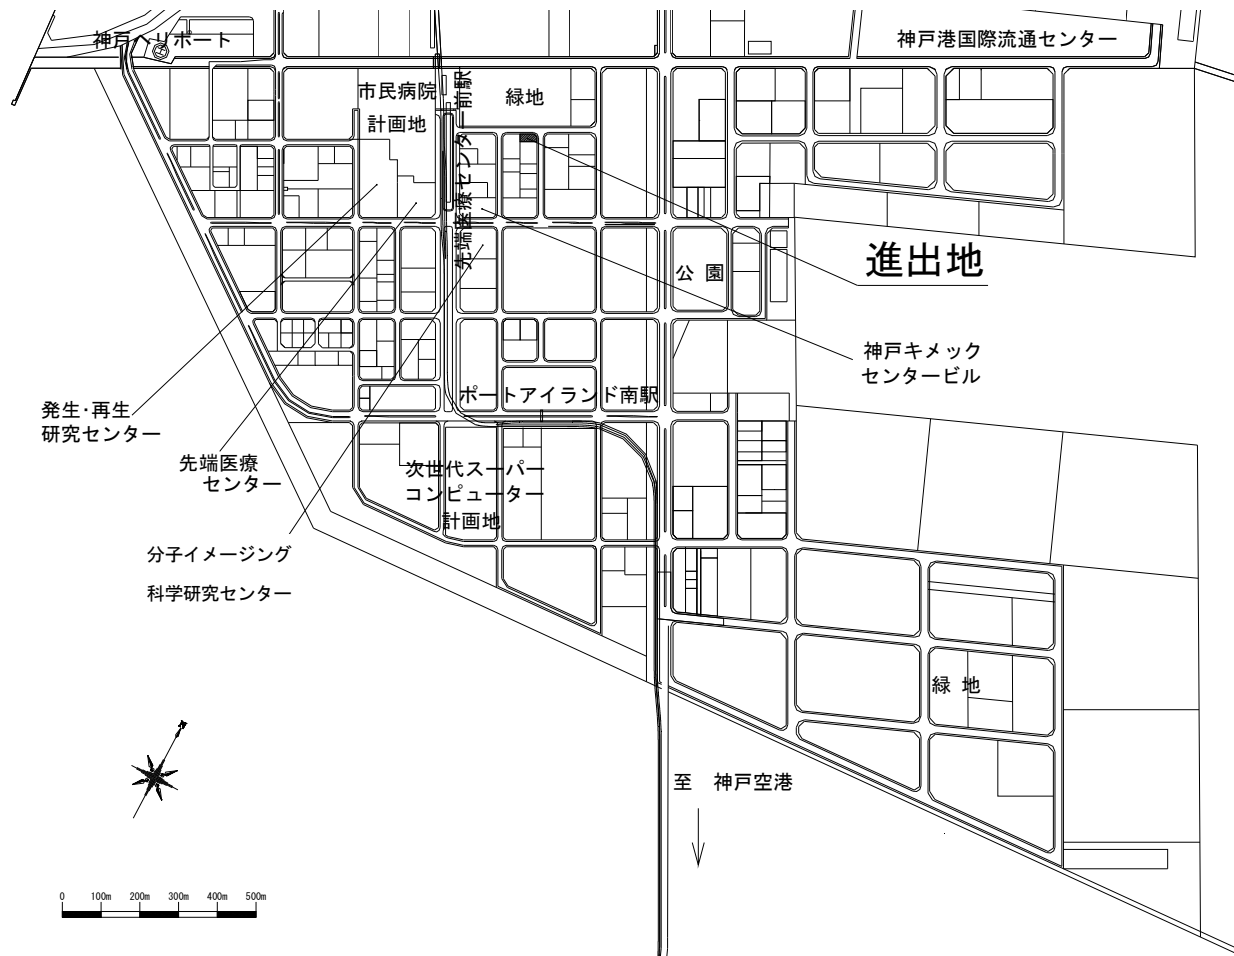 神戸ヘリポート
神戸港国際流通センター
市民病院
計画地
先端医療センター前駅
緑地
進出地
公 園
神戸キメック
センタービル
発生・再生
研究センター
ポートアイランド南駅
先端医療
センター
次世代スーパー
コンピューター
計画地
分子イメージング
科学研究センター
緑 地
至 神戸空港
0 100m 200m 300m 400m 500m